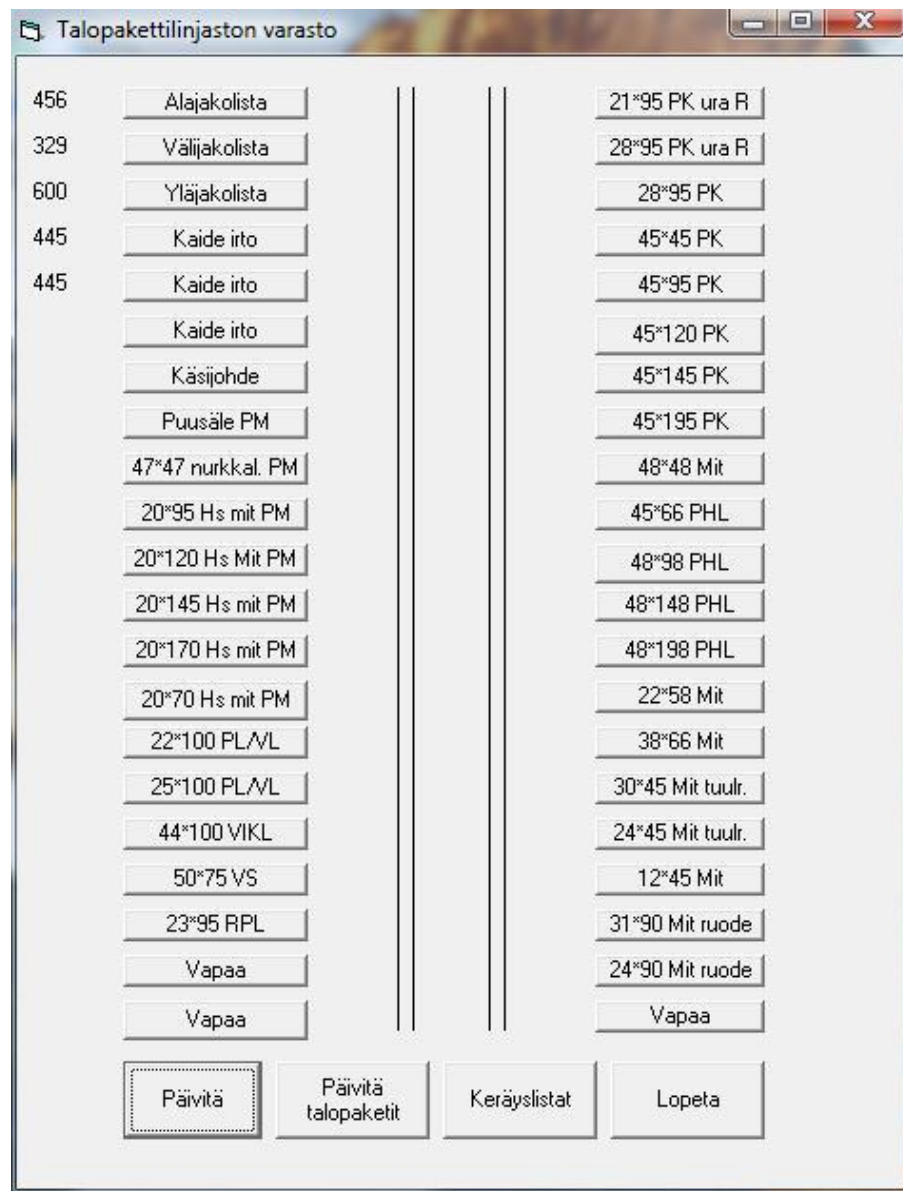 Talopakettilinjaston varasto
456 Alajakolista 21*95 PK ura R
329 Välijakolista 28*95 PK ura R
600 Yläjakolista 28*95 PK
445 Kaide irto 45*45 PK
445 Kaide irto 45*95 PK
Kaide irto 45*120 PK
Käsijohde 45*145 PK
Puusäle PM 45*195 PK
47*47 nurkkal. PM 48*48 Mit
20*95 Hs mit PM 45*66 PHL
20*120 Hs Mit PM 48*98 PHL
20*145 Hs mit PM 48*148 PHL
20*170 Hs mit PM 48*198 PHL
20*70 Hs mit PM 22*58 Mit
22*100 PL/VL 38*66 Mit
25*100 PL/VL 30*45 Mit tuulr.
44*100 VIKL 24*45 Mit tuulr.
50*75 VS 12*45 Mit
23*95 RPL 31*90 Mit ruode
Vapaa 24*90 Mit ruode
Vapaa Vapaa
Päivitä Päivitä talopaketit Keräyslistat Lopeta